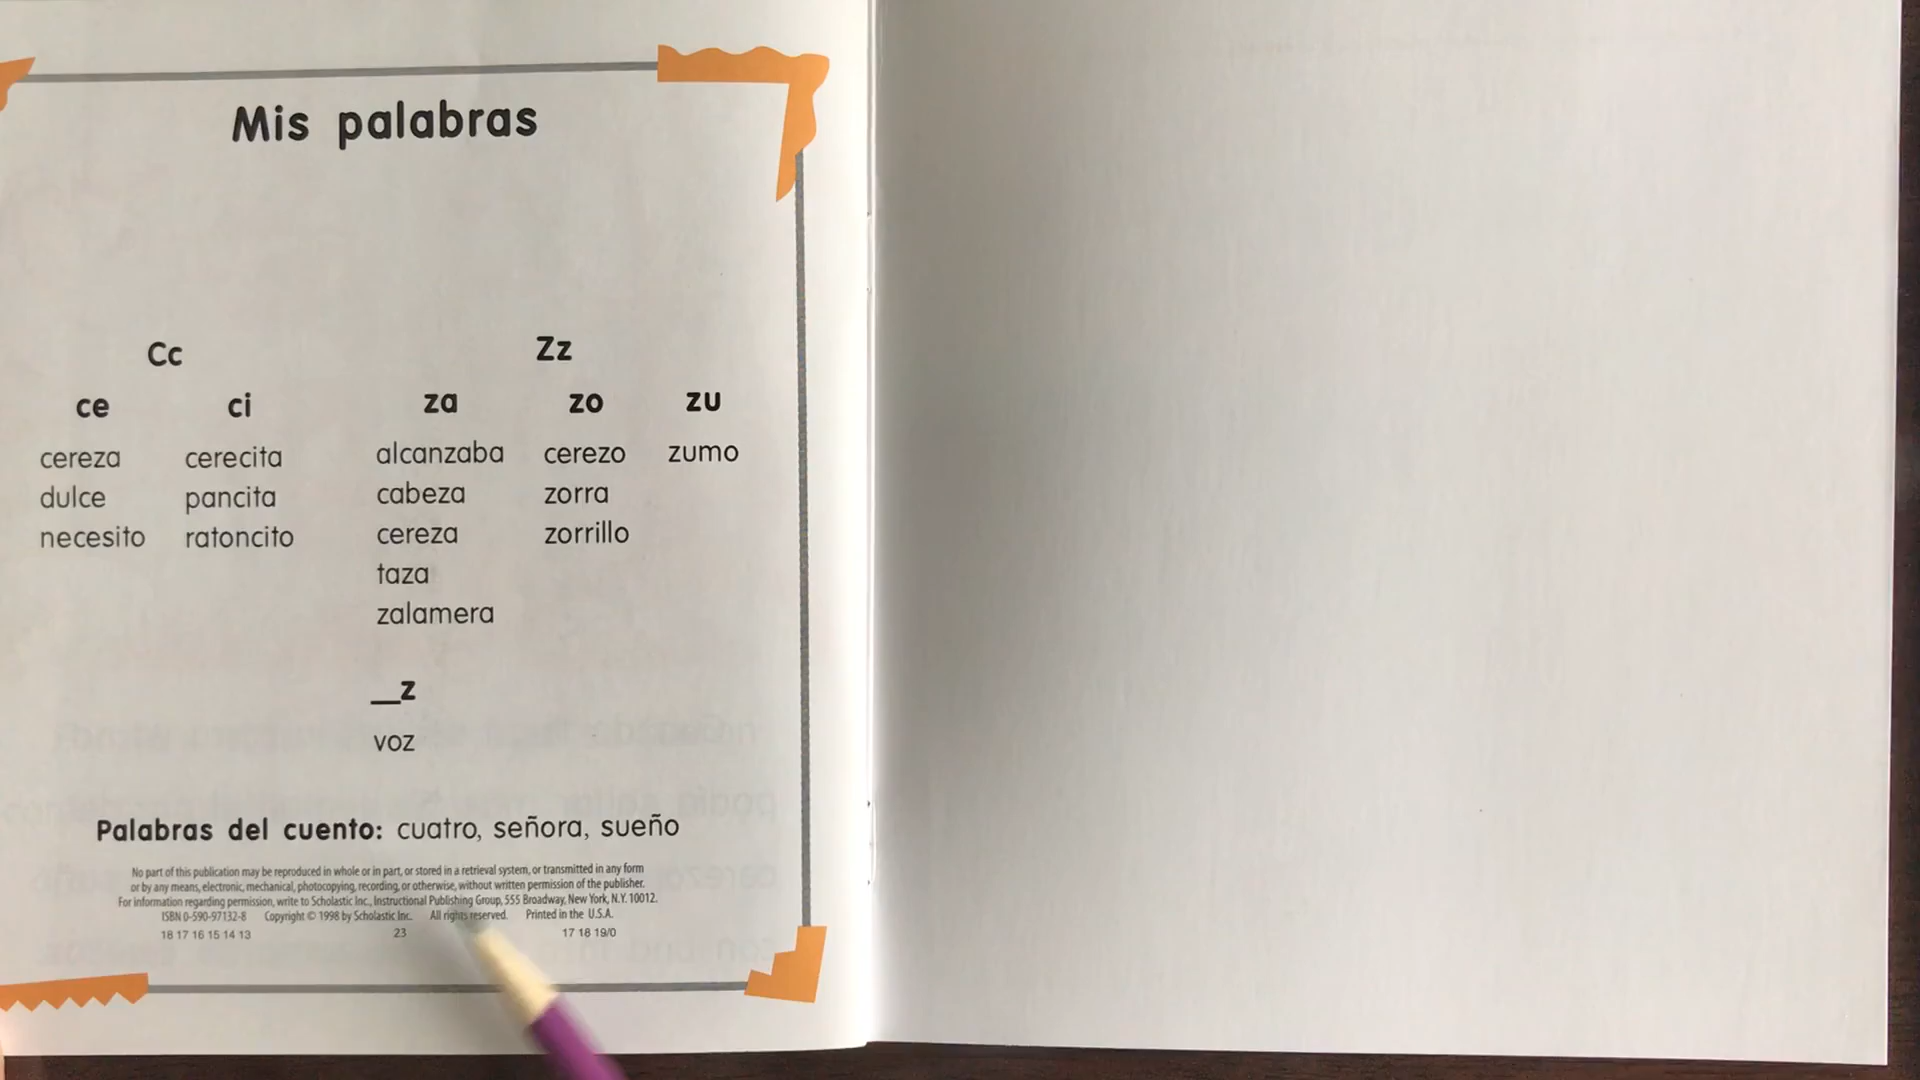 Mis palabras
Cc Zz
ce ci za zo zu
cereza cerecita alcanzaba cerezo zumo
dulce pancita cabeza zorra
necesito ratoncito cereza zorrillo
taza
zalamera
__z
voz
Palabras del cuento: cuatro, señora, sueño
No part of this publication may be reproduced in whole or in part, or stored in a retrieval system, or transmitted in any form
or by any means, electronic, mechanical, photocopying, recording, or otherwise, without written permission of the publisher.
For information regarding permission, write to Scholastic Inc., Instructional Publishing Group, 555 Broadway, New York, N.Y. 10012.
ISBN 0-590-97132-8 Copyright © 1998 by Scholastic Inc. All rights reserved. Printed in the U.S.A.
18 17 16 15 14 13 23 17 18 19/0